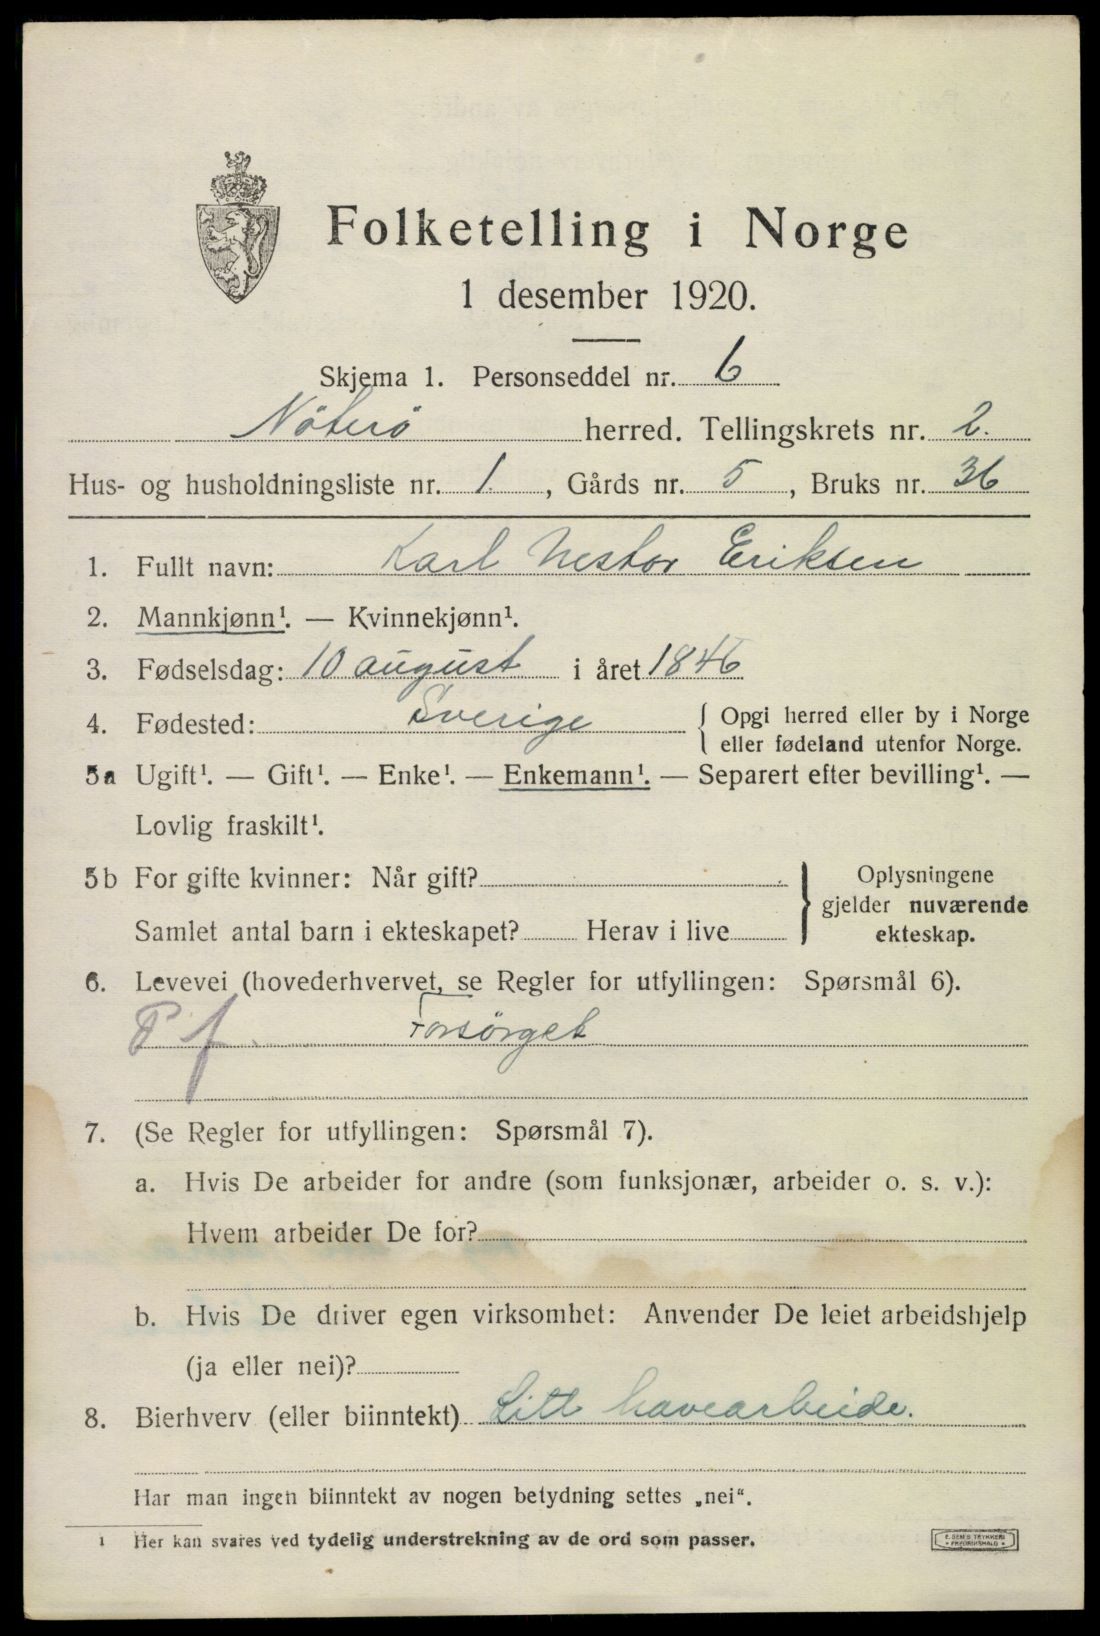 Folketelling i Norge
1 desember 1920.
Skjema 1. Personseddel nr. 6
Nöterö herred. Tellingskrets nr. 2.
Hus- og husholdningsliste nr. 1., Gårds nr. 5, Bruks nr. 36
1. Fullt navn: Karl Nestor Eriksen
2. Mannkjønn¹. — Kvinnekjønn¹.
3. Fødselsdag: 10 august i året 1846
4. Fødested: Sverige { Opgi herred eller by i Norge
eller fødeland utenfor Norge.
5a Ugift¹. — Gift¹. — Enke¹. — Enkemann¹. — Separert efter bevilling¹. —
Lovlig fraskilt¹.
5b For gifte kvinner: Når gift?
Samlet antal barn i ekteskapet? Herav i live
} Oplysningene
gjelder nuværende
ekteskap.
6. Levevei (hovederhvervet, se Regler for utfyllingen: Spørsmål 6).
P f. Forsörget
7. (Se Regler for utfyllingen: Spørsmål 7).
a. Hvis De arbeider for andre (som funksjonær, arbeider o. s. v.):
Hvem arbeider De for?
b. Hvis De driver egen virksomhet: Anvender De leiet arbeidshjelp
(ja eller nei)?
8. Bierhverv (eller biinntekt) Litt havearbeide.
Har man ingen biinntekt av nogen betydning settes „nei".
¹ Her kan svares ved tydelig understrekning av de ord som passer.
E. SEM'S TRYKKERI
FREDRIKSHALD